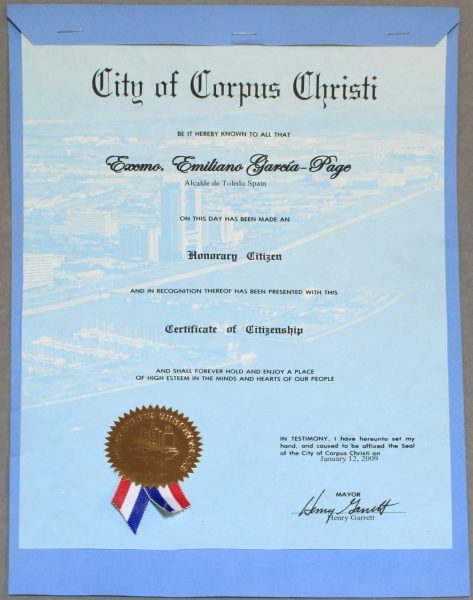 City of Corpus Christi
BE IT HEREBY KNOWN TO ALL THAT
Excmo. Emiliano García-Page
Alcalde de Toledo Spain
ON THIS DAY HAS BEEN MADE AN
Honorary Citizen
AND IN RECOGNITION THEREOF HAS BEEN PRESENTED WITH THIS
Certificate of Citizenship
AND SHALL FOREVER HOLD AND ENJOY A PLACE
OF HIGH ESTEEM IN THE MINDS AND HEARTS OF OUR PEOPLE
IN TESTIMONY, I have hereunto set my
hand, and caused to be affixed the Seal
of the City of Corpus Christi on
January 12, 2009
MAYOR
Henry Garrett
Henry Garrett